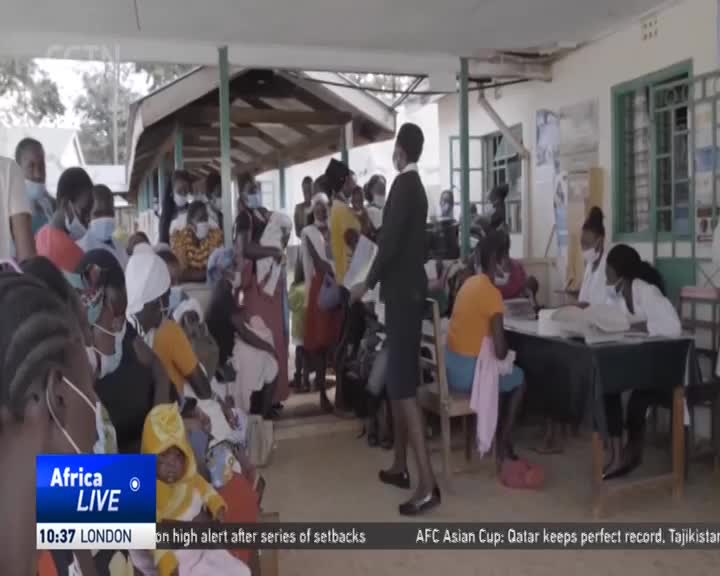 CGTN
Africa
LIVE
10:37 LONDON
on high alert after series of setbacks AFC Asian Cup: Qatar keeps perfect record, Tajikistan